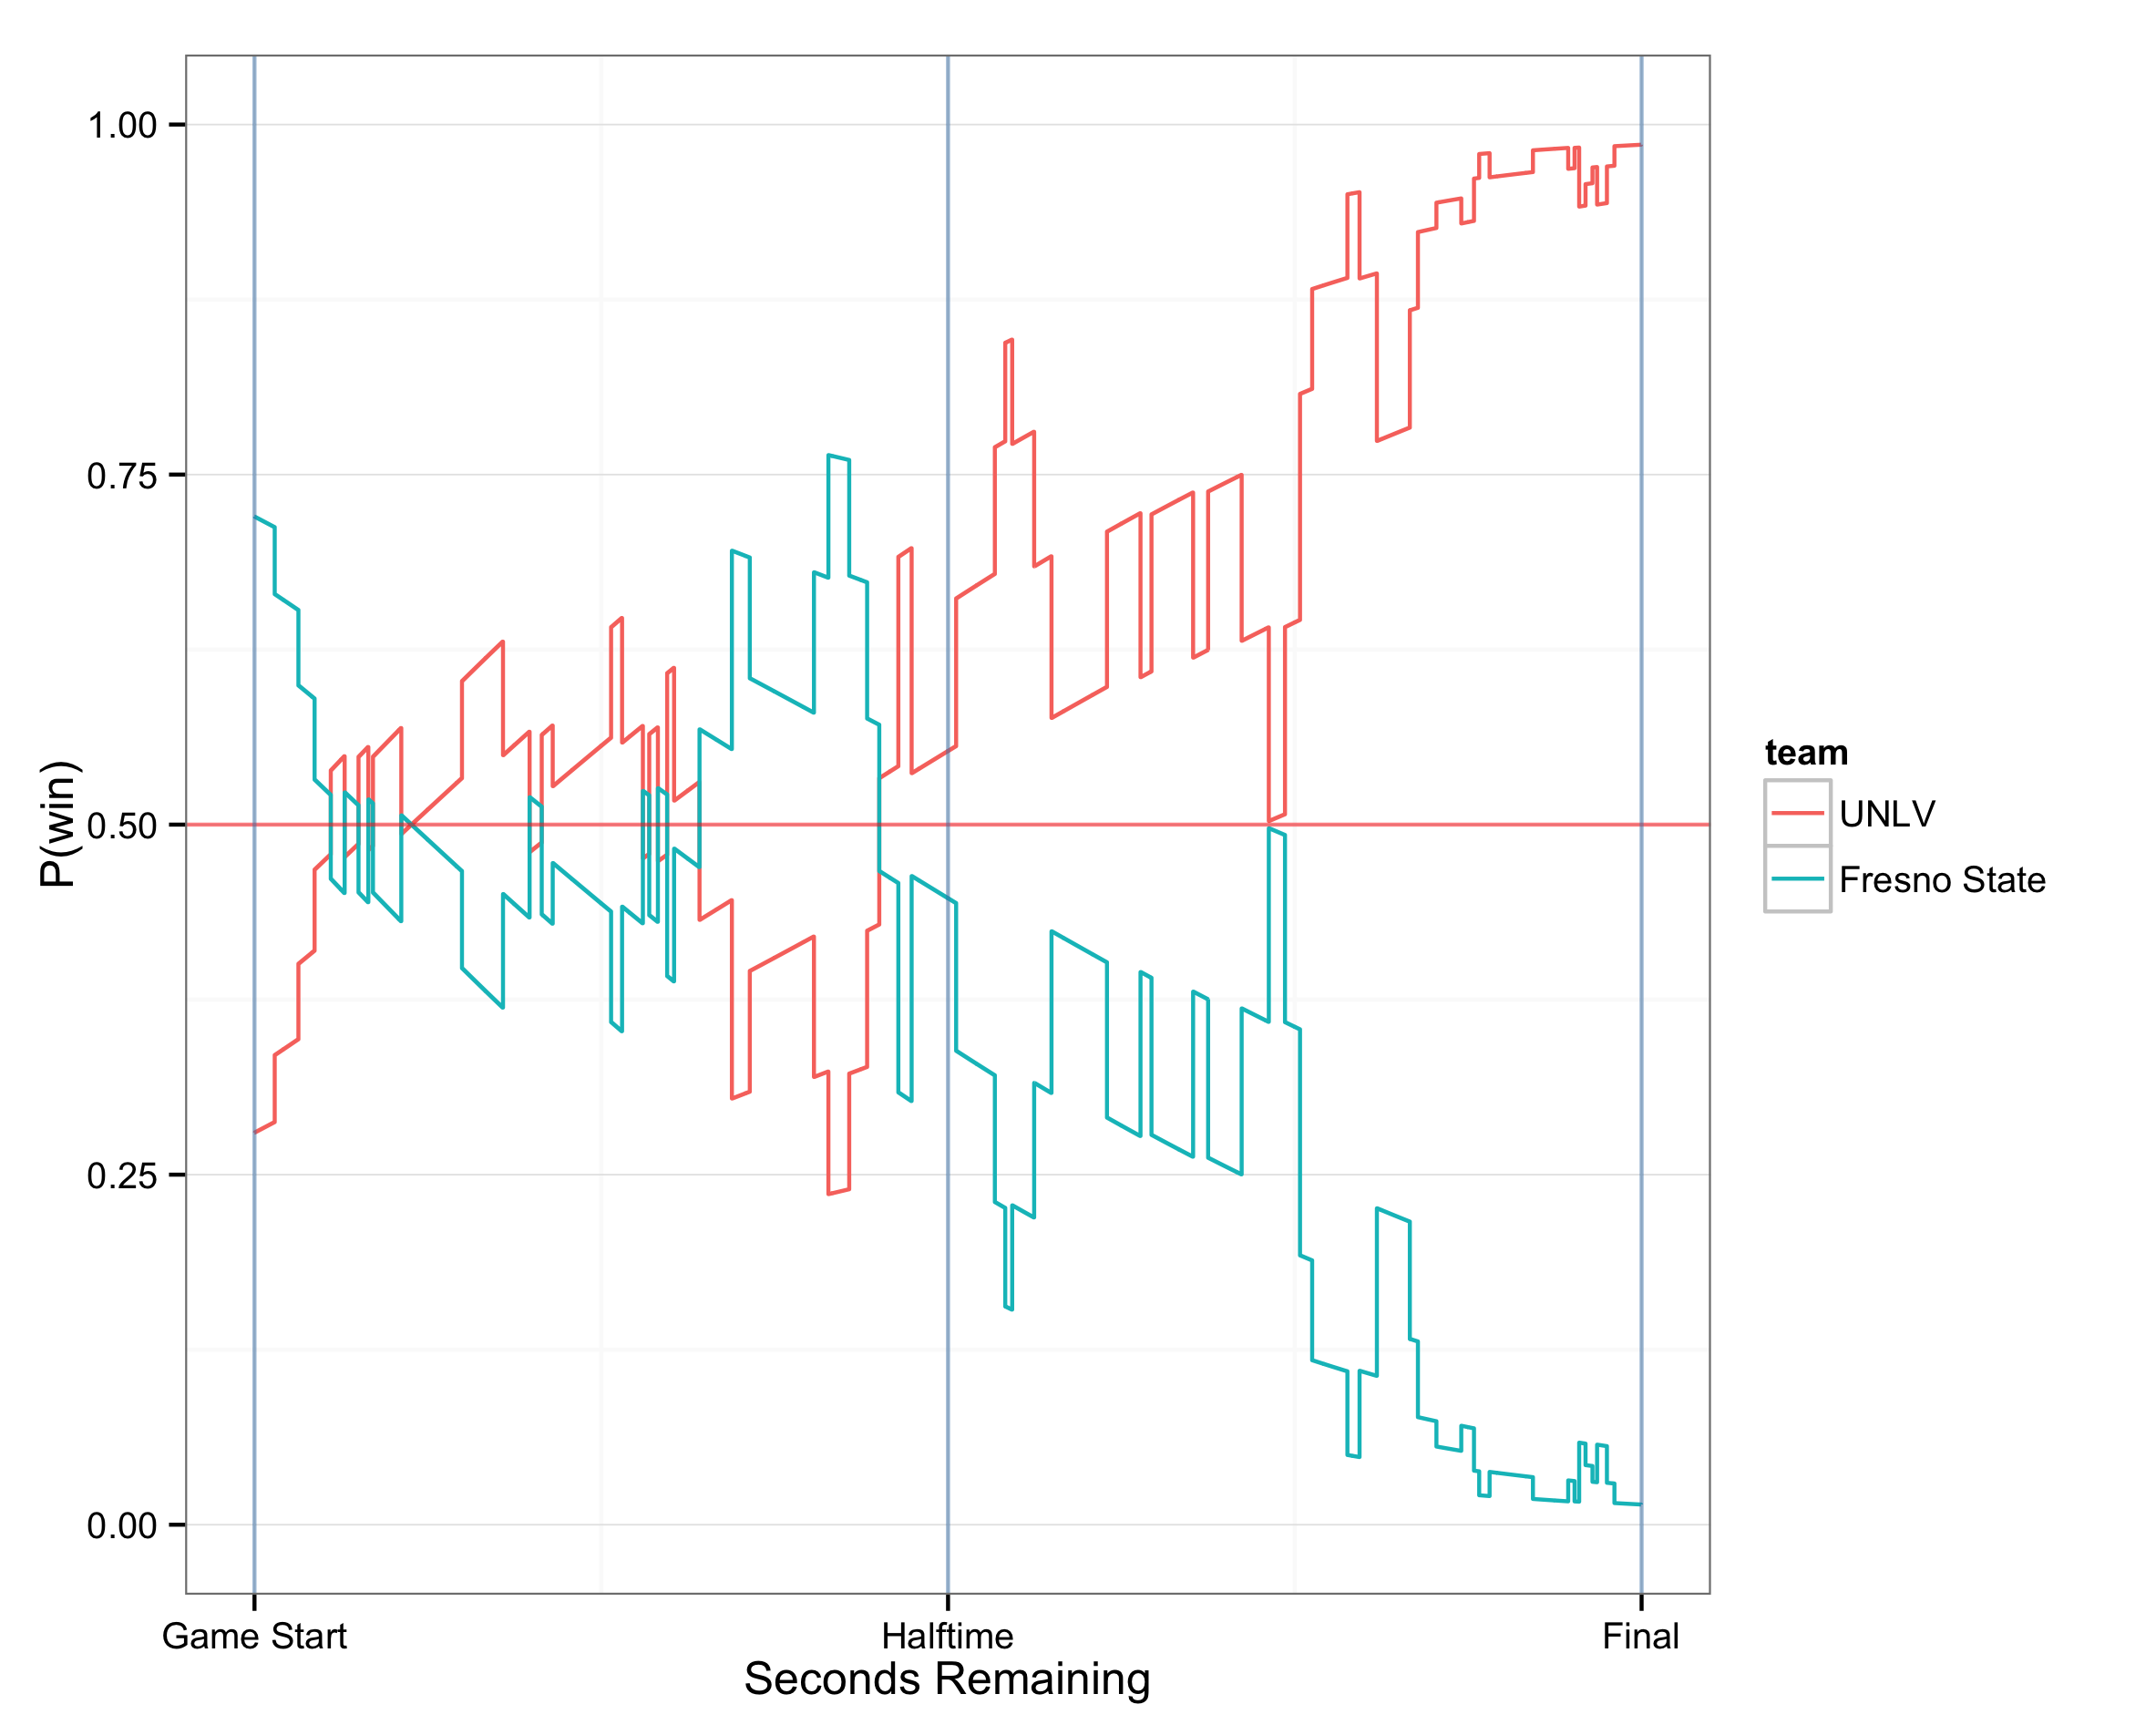 1.00
0.75
0.50
0.25
0.00
P(win)
Game Start
Halftime
Final
Seconds Remaining
team
UNLV
Fresno State